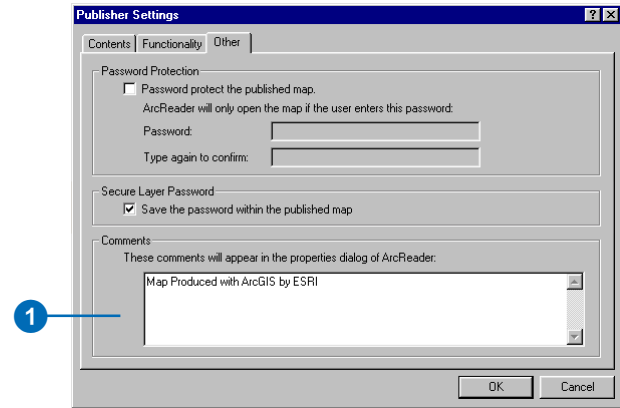 Publisher Settings
Contents Functionality Other
Password Protection
Password protect the published map.
ArcReader will only open the map if the user enters this password:
Password:
Type again to confirm:
Secure Layer Password
Save the password within the published map
Comments
These comments will appear in the properties dialog of ArcReader:
Map Produced with ArcGIS by ESRI
1
OK Cancel